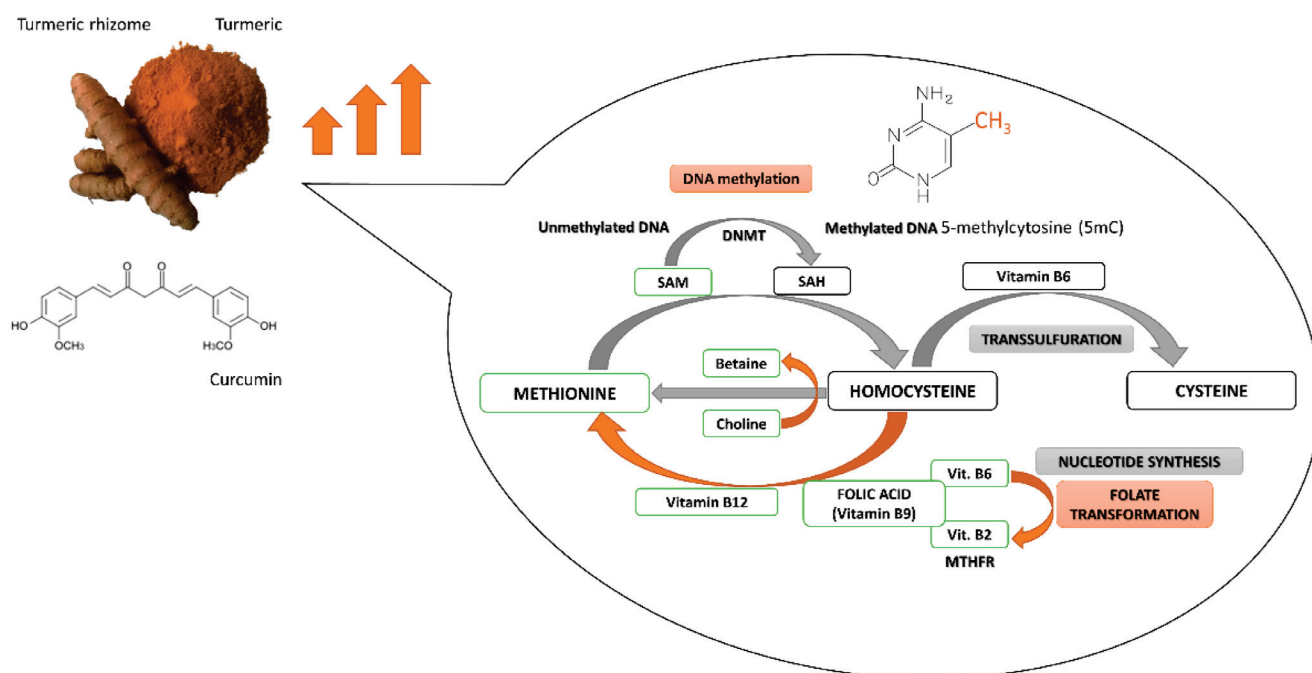 Turmeric rhizome
Turmeric
NH2
CH3
N
O
N
H
DNA methylation
Unmethylated DNA
DNMT
Methylated DNA 5-methylcytosine (5mC)
SAM
SAH
Vitamin B6
TRANSSULFURATION
O
O
HO
OCH3
H3CO
OH
Curcumin
Betaine
METHIONINE
HOMOCYSTEINE
CYSTEINE
Choline
NUCLEOTIDE SYNTHESIS
Vit. B6
Vitamin B12
FOLIC ACID
(Vitamin B9)
FOLATE
TRANSFORMATION
Vit. B2
MTHFR